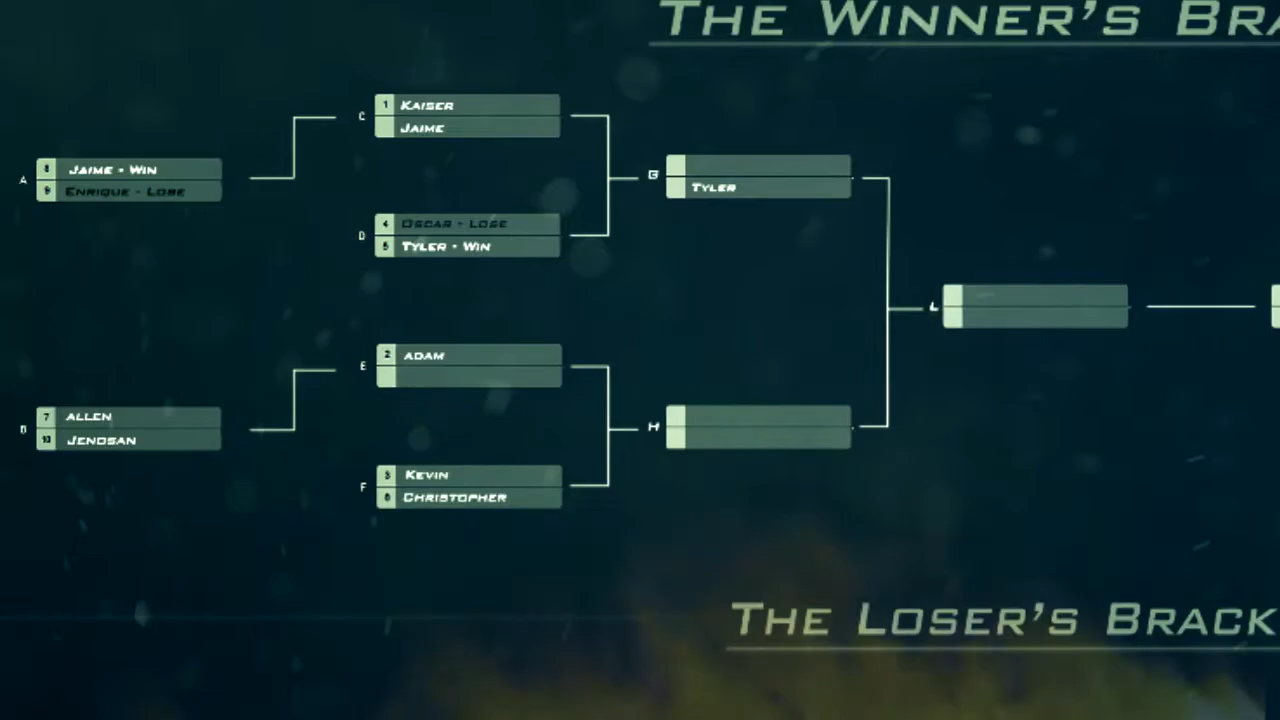 THE WINNER'S BRA
C
1 KAISER
JAIME
A
8 JAIME - WIN
9 ENRIQUE - LOSE
G
TYLER
D
4 OSCAR - LOSE
5 TYLER - WIN
L
E
2 ADAM
B
7 ALLEN
10 JENOSAN
H
F
3 KEVIN
6 CHRISTOPHER
THE LOSER'S BRACK